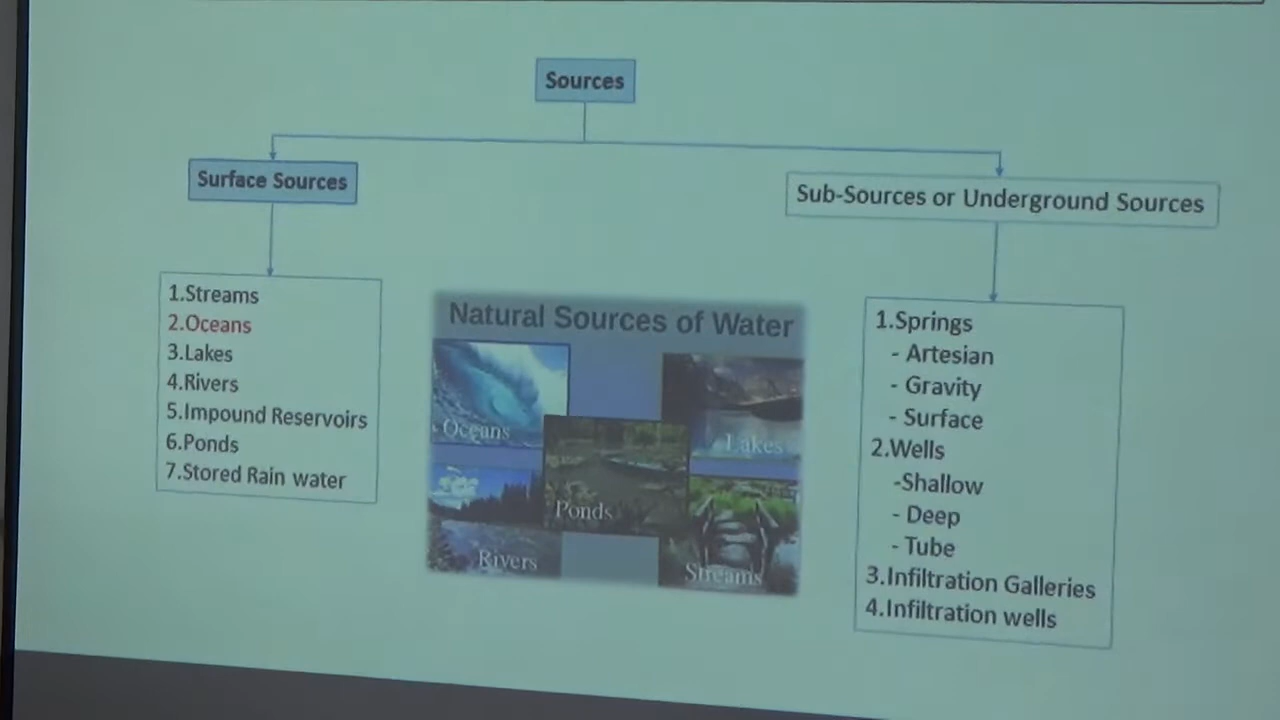 Sources
Surface Sources
Sub-Sources or Underground Sources
1.Streams
2.Oceans
3.Lakes
4.Rivers
5.Impound Reservoirs
6.Ponds
7.Stored Rain water
Natural Sources of Water
Oceans
Lakes
Ponds
Rivers
Streams
1.Springs
- Artesian
- Gravity
- Surface
2.Wells
-Shallow
- Deep
- Tube
3.Infiltration Galleries
4.Infiltration wells